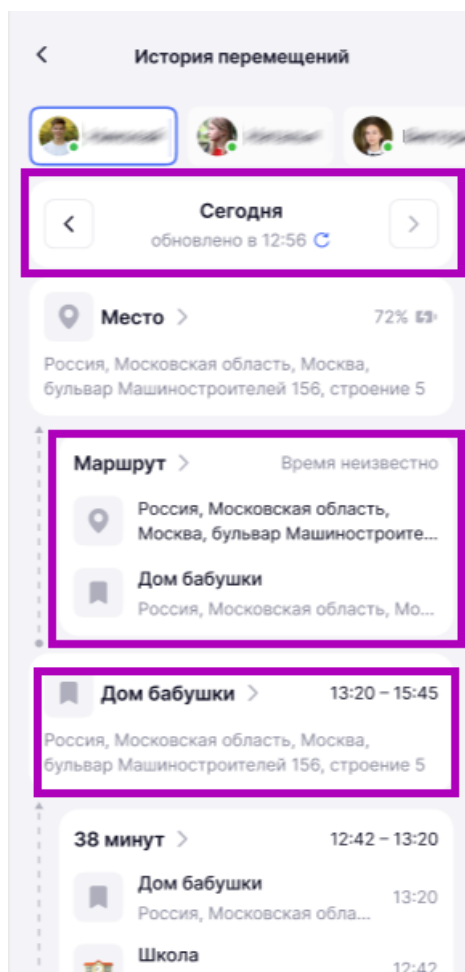 История перемещений
Сегодня
обновлено в 12:56
Место
72%
Россия, Московская область, Москва,
бульвар Машиностроителей 156, строение 5
Маршрут
Время неизвестно
Россия, Московская область,
Москва, бульвар Машиностроите...
Дом бабушки
Россия, Московская область, Мо...
Дом бабушки
13:20 – 15:45
Россия, Московская область, Москва,
бульвар Машиностроителей 156, строение 5
38 минут
12:42 – 13:20
Дом бабушки
13:20
Россия, Московская обла...
Школа
12:42